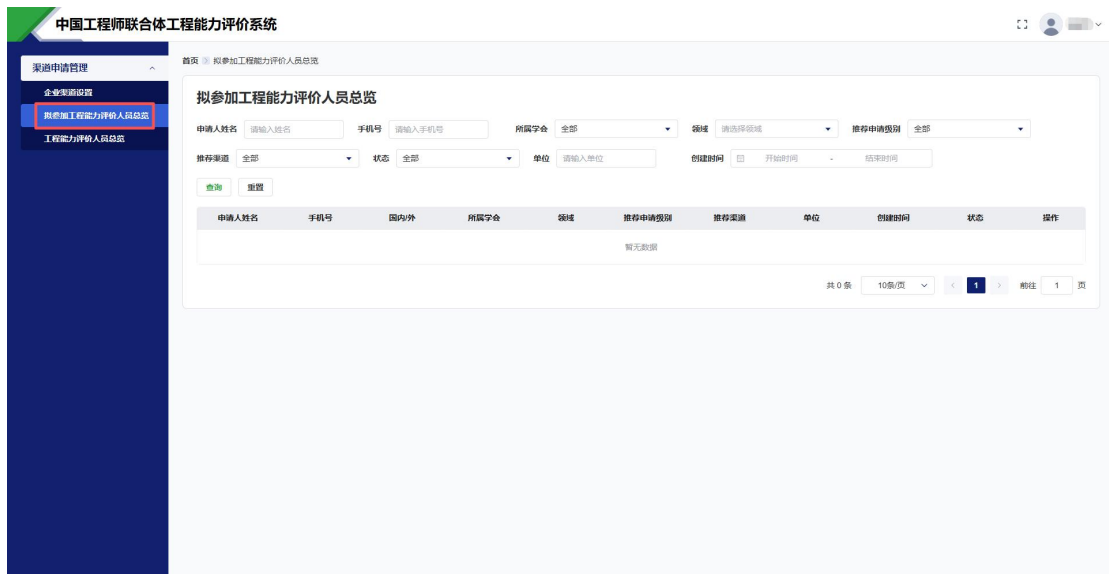 中国工程师联合体工程能力评价系统
渠道申请管理
企业渠道设置
拟参加工程能力评价人员总览
工程能力评价人员总览
首页 拟参加工程能力评价人员总览
拟参加工程能力评价人员总览
申请人姓名 请输入姓名 手机号 请输入手机号 所属学会 全部 领域 请选择领域 推荐申请级别 全部
推荐渠道 全部 状态 全部 单位 请输入单位 创建时间 开始时间 - 结束时间
查询 重置
申请人姓名 手机号 国内/外 所属学会 领域 推荐申请级别 推荐渠道 单位 创建时间 状态 操作
暂无数据
共 0 条 10条/页 1 前往 1 页